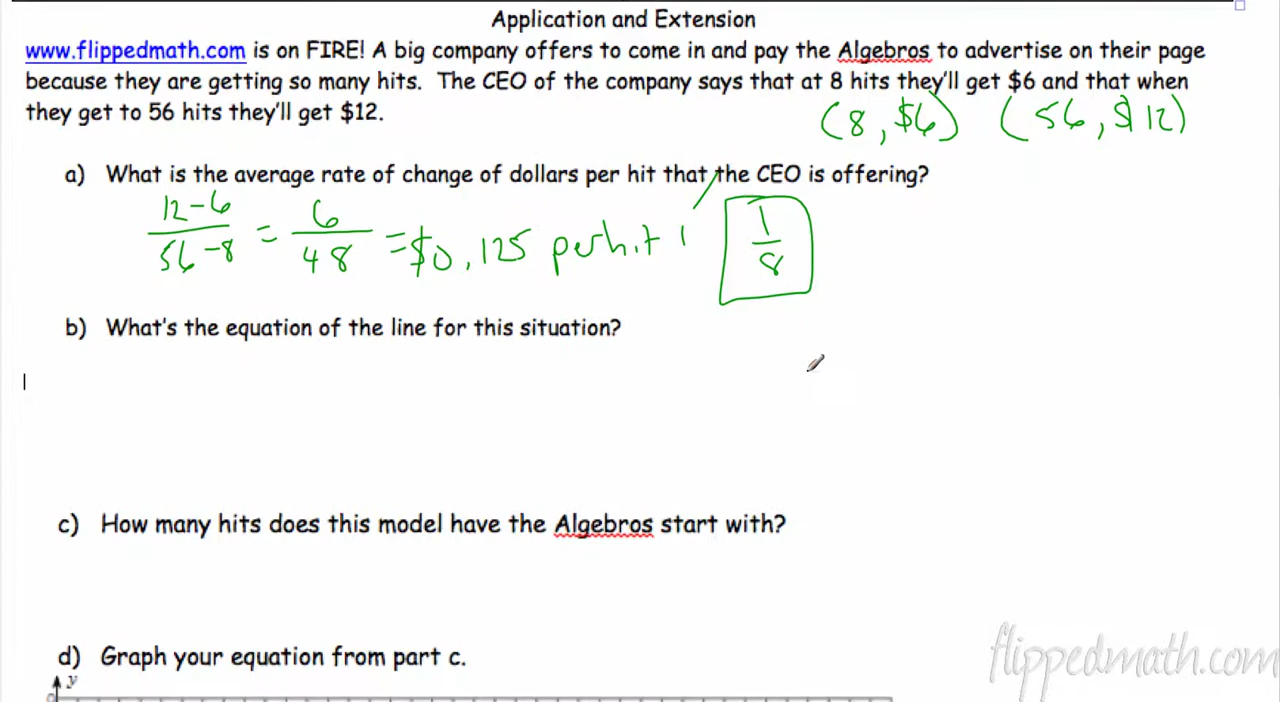 Application and Extension
www.flippedmath.com is on FIRE! A big company offers to come in and pay the Algebros to advertise on their page
because they are getting so many hits. The CEO of the company says that at 8 hits they'll get $6 and that when
they get to 56 hits they'll get $12.
(8, $6) (56, $12)
a) What is the average rate of change of dollars per hit that the CEO is offering?
12-6
56-8
=
6
48
= $0.125 per hit
1
8
b) What's the equation of the line for this situation?
c) How many hits does this model have the Algebros start with?
d) Graph your equation from part c.
y
flippedmath.com